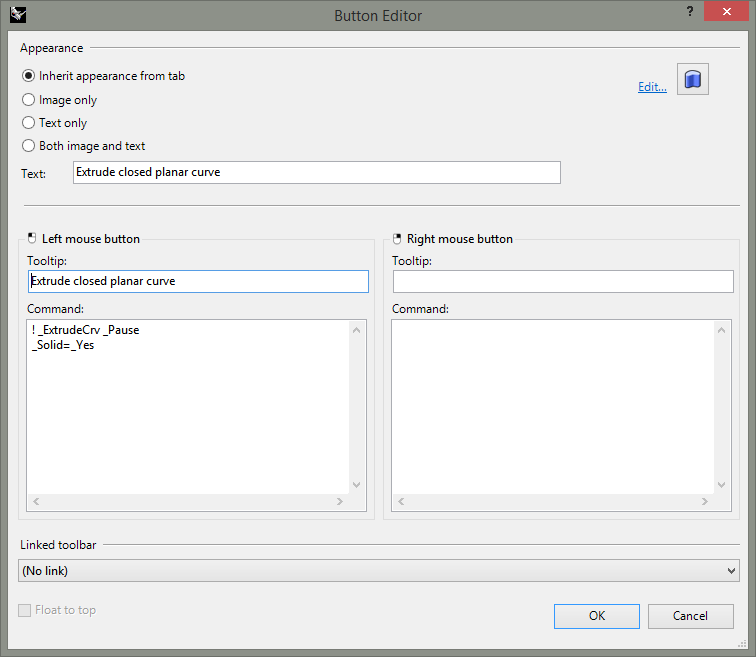 Button Editor
?
Appearance
Inherit appearance from tab
Edit...
Image only
Text only
Both image and text
Text:
Extrude closed planar curve
Left mouse button
Tooltip:
Extrude closed planar curve
Command:
! _ExtrudeCrv _Pause
_Solid=_Yes
Right mouse button
Tooltip:
Command:
Linked toolbar
(No link)
Float to top
OK
Cancel